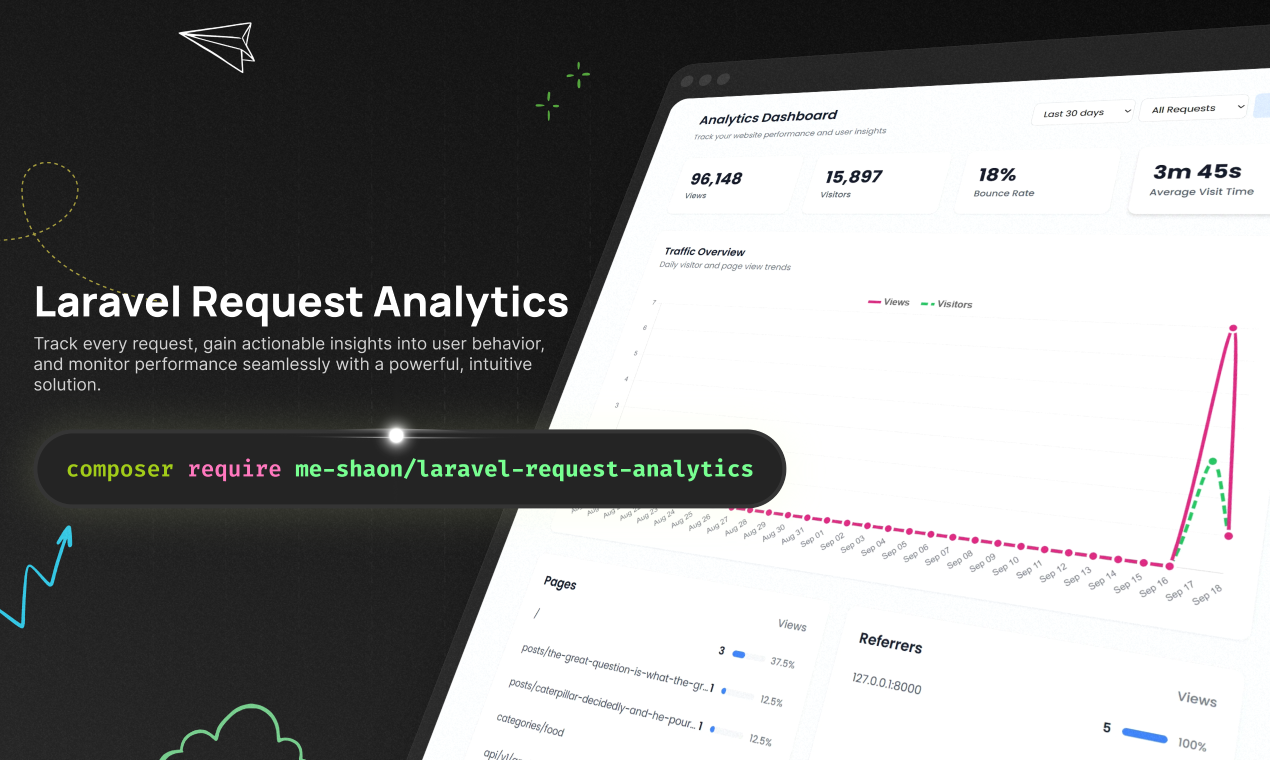 Laravel Request Analytics
Track every request, gain actionable insights into user behavior,
and monitor performance seamlessly with a powerful, intuitive
solution.
composer require me-shaon/laravel-request-analytics
Analytics Dashboard
Track your website performance and user insights
Last 30 days
All Requests
96,148
Views
15,897
Visitors
18%
Bounce Rate
3m 45s
Average Visit Time
Traffic Overview
Daily visitor and page view trends
Views
Visitors
7
6
5
4
3
Aug 24
Aug 25
Aug 26
Aug 27
Aug 28
Aug 29
Aug 30
Aug 31
Sep 01
Sep 02
Sep 03
Sep 04
Sep 05
Sep 06
Sep 07
Sep 08
Sep 09
Sep 10
Sep 11
Sep 12
Sep 13
Sep 14
Sep 15
Sep 16
Sep 17
Sep 18
Pages
Views
/
3 37.5%
posts/the-great-question-is-what-the-gr... 1 12.5%
posts/caterpillar-decidedly-and-he-pour... 1 12.5%
categories/food
Referrers
Views
127.0.0.1:8000
5 100%